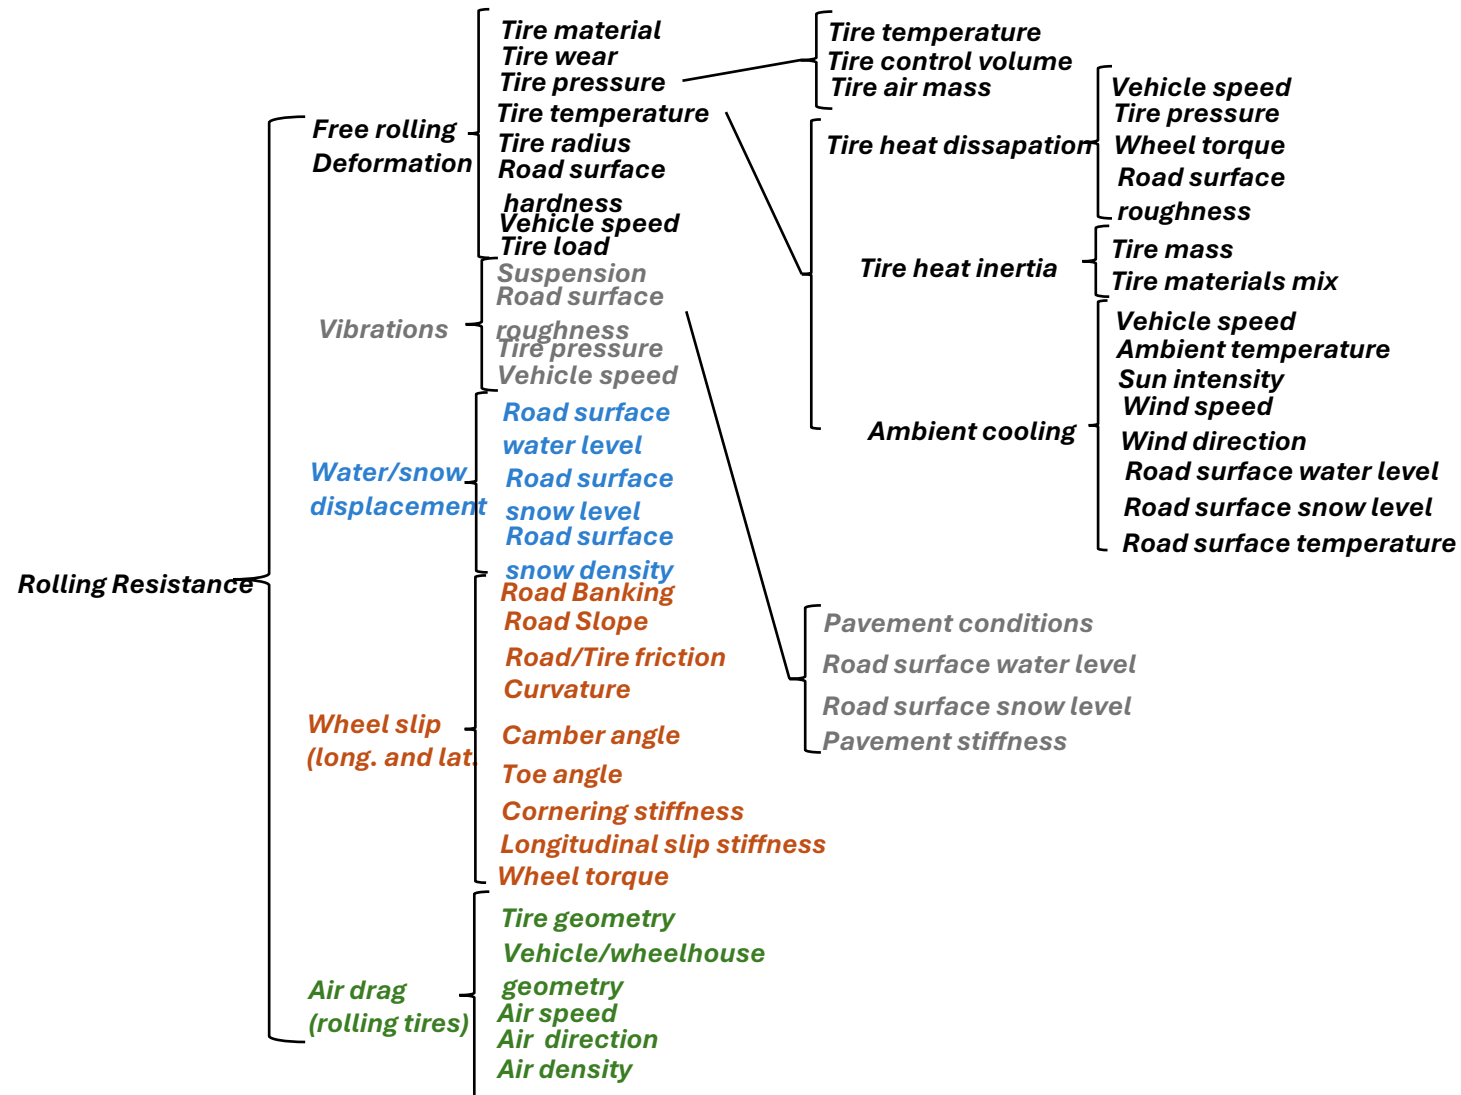 Rolling Resistance
Free rolling
Deformation
Tire material
Tire wear
Tire pressure
Tire temperature
Tire radius
Road surface
hardness
Vehicle speed
Tire load
Tire temperature
Tire control volume
Tire air mass
Tire heat dissapation
Vehicle speed
Tire pressure
Wheel torque
Road surface
roughness
Tire heat inertia
Tire mass
Tire materials mix
Ambient cooling
Vehicle speed
Ambient temperature
Sun intensity
Wind speed
Wind direction
Road surface water level
Road surface snow level
Road surface temperature
Vibrations
Suspension
Road surface
roughness
Tire pressure
Vehicle speed
Pavement conditions
Road surface water level
Road surface snow level
Pavement stiffness
Water/snow
displacement
Road surface
water level
Road surface
snow level
Road surface
snow density
Wheel slip
(long. and lat.
Road Banking
Road Slope
Road/Tire friction
Curvature
Camber angle
Toe angle
Cornering stiffness
Longitudinal slip stiffness
Wheel torque
Air drag
(rolling tires)
Tire geometry
Vehicle/wheelhouse
geometry
Air speed
Air direction
Air density